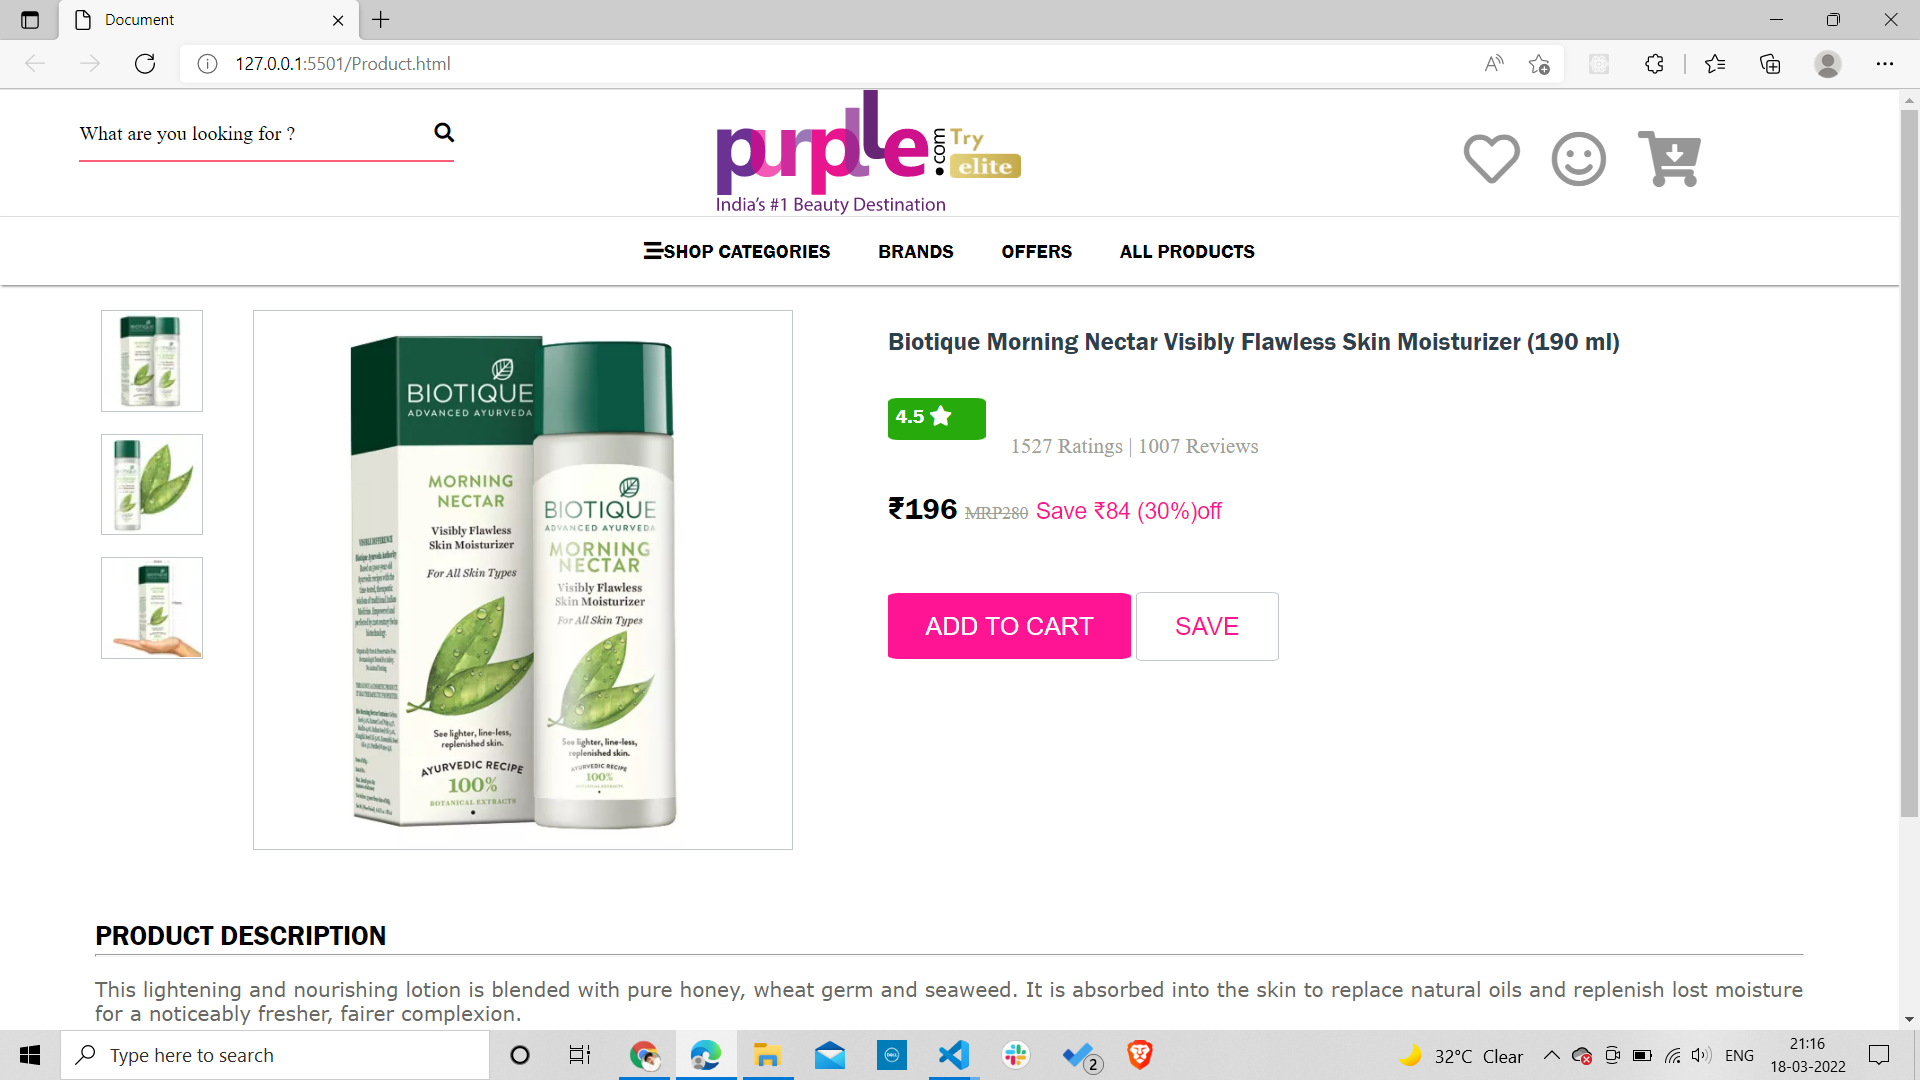 Document
127.0.0.1:5501/Product.html
What are you looking for ?
purplle.com Try elite
India's #1 Beauty Destination
SHOP CATEGORIES BRANDS OFFERS ALL PRODUCTS
BIOTIQUE
ADVANCED AYURVEDA
MORNING
NECTAR
Visibly Flawless
Skin Moisturizer
For All Skin Types
See lighter, line-less,
replenished skin.
AYURVEDIC RECIPE
100%
BOTANICAL EXTRACTS
BIOTIQUE
ADVANCED AYURVEDA
MORNING
NECTAR
Visibly Flawless
Skin Moisturizer
For All Skin Types
See lighter, line-less,
replenished skin.
AYURVEDIC RECIPE
100%
BOTANICAL EXTRACTS
Biotique Morning Nectar Visibly Flawless Skin Moisturizer (190 ml)
4.5
1527 Ratings | 1007 Reviews
₹196 MRP280 Save ₹84 (30%)off
ADD TO CART SAVE
PRODUCT DESCRIPTION
This lightening and nourishing lotion is blended with pure honey, wheat germ and seaweed. It is absorbed into the skin to replace natural oils and replenish lost moisture
for a noticeably fresher, fairer complexion.
Type here to search
2
32°C Clear
ENG
21:16
18-03-2022